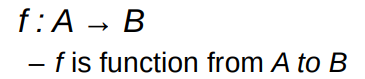 f : A → B
– f is function from A to B